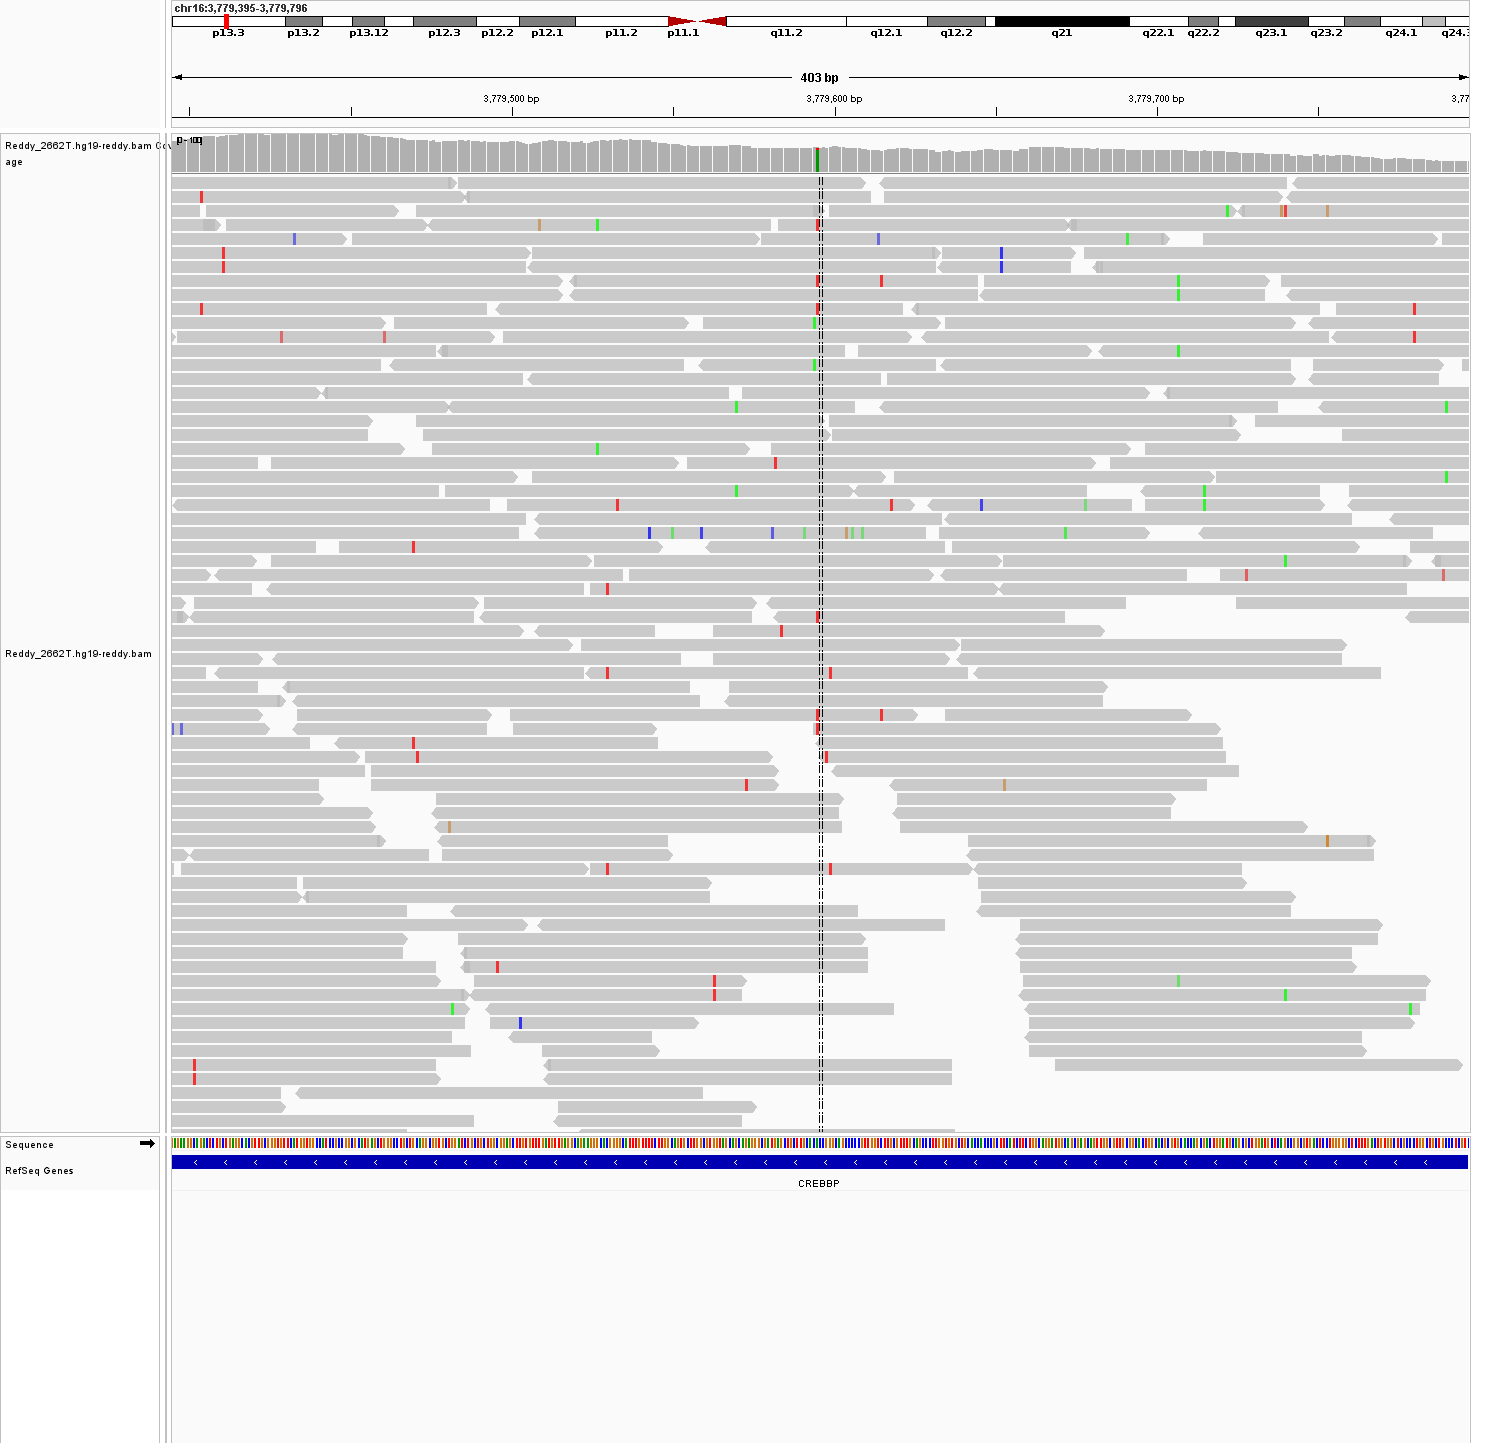 chr16:3,779,395-3,779,796
p13.3 p13.2 p13.12 p12.3 p12.2 p12.1 p11.2 p11.1 q11.2 q12.1 q12.2 q21 q22.1 q22.2 q23.1 q23.2 q24.1 q24.3
403 bp
3,779,500 bp 3,779,600 bp 3,779,700 bp 3,77
Reddy_2662T.hg19-reddy.bam Cov
age
Reddy_2662T.hg19-reddy.bam
Sequence
RefSeq Genes
CREBBP